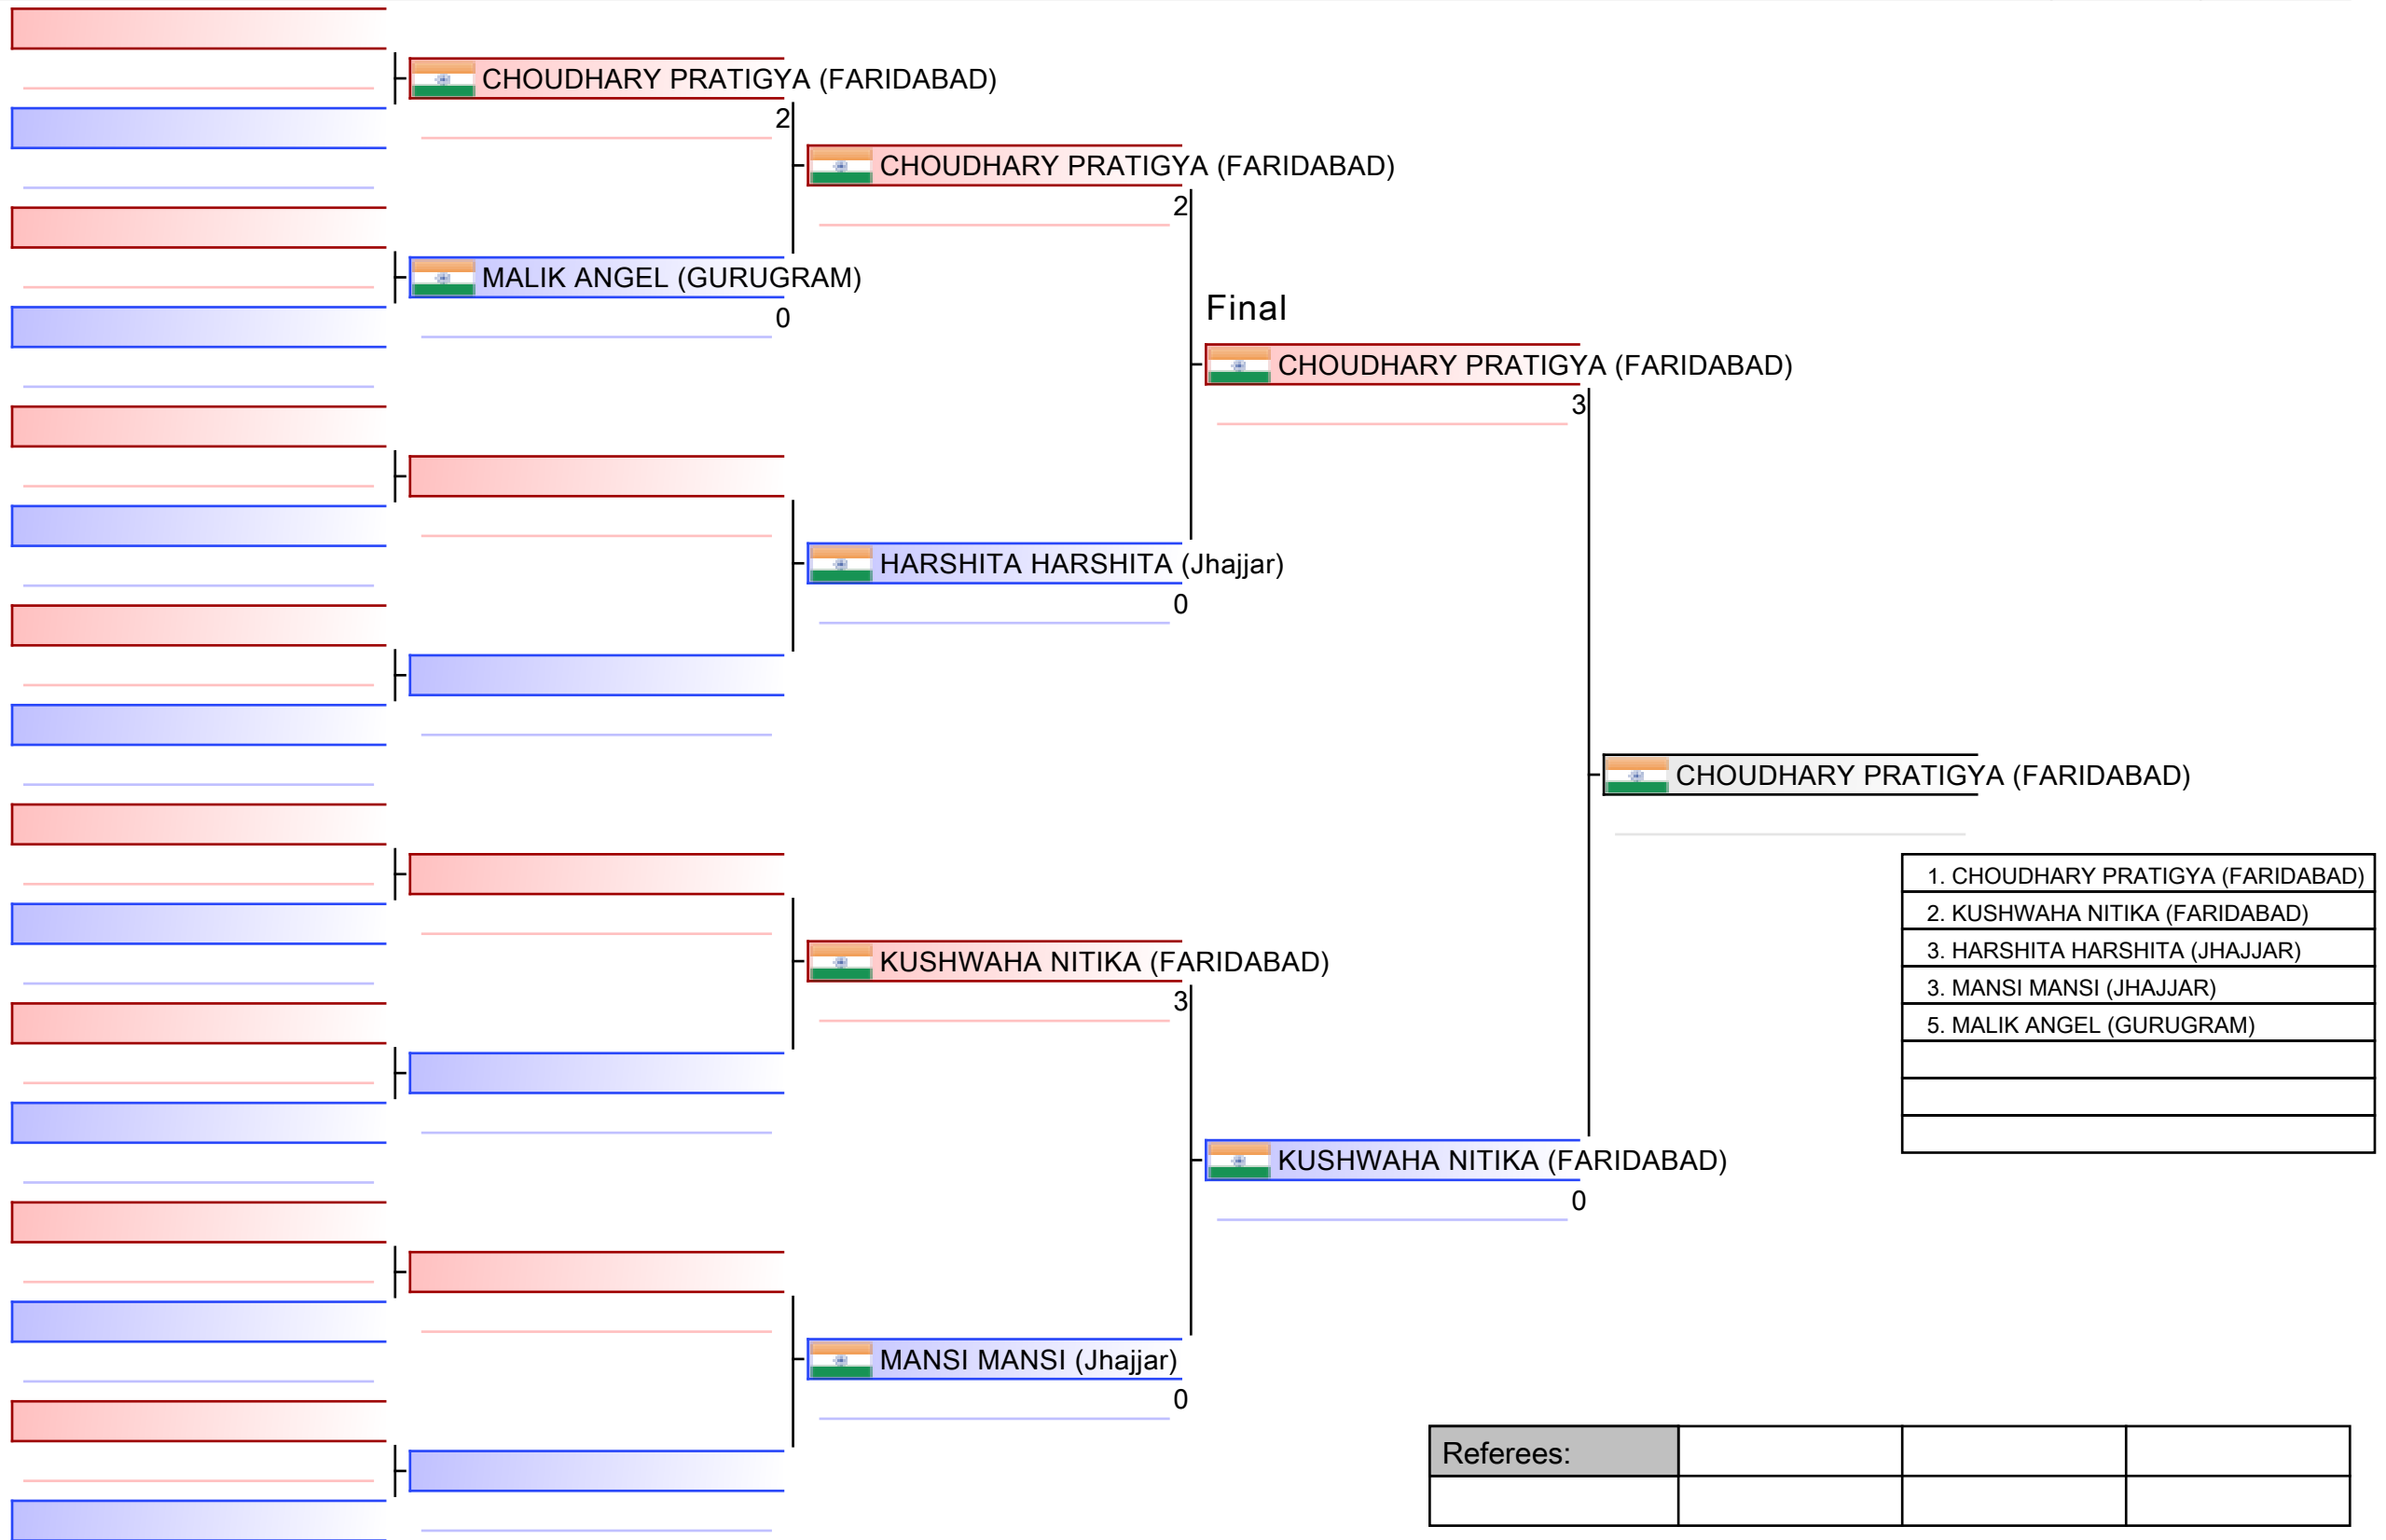 CHOUDHARY PRATIGYA (FARIDABAD)
2
MALIK ANGEL (GURUGRAM)
0
CHOUDHARY PRATIGYA (FARIDABAD)
2
HARSHITA HARSHITA (Jhajjar)
0
KUSHWAHA NITIKA (FARIDABAD)
3
MANSI MANSI (Jhajjar)
0
Final
CHOUDHARY PRATIGYA (FARIDABAD)
3
KUSHWAHA NITIKA (FARIDABAD)
0
CHOUDHARY PRATIGYA (FARIDABAD)
1. CHOUDHARY PRATIGYA (FARIDABAD)
2. KUSHWAHA NITIKA (FARIDABAD)
3. HARSHITA HARSHITA (JHAJJAR)
3. MANSI MANSI (JHAJJAR)
5. MALIK ANGEL (GURUGRAM)
Referees: